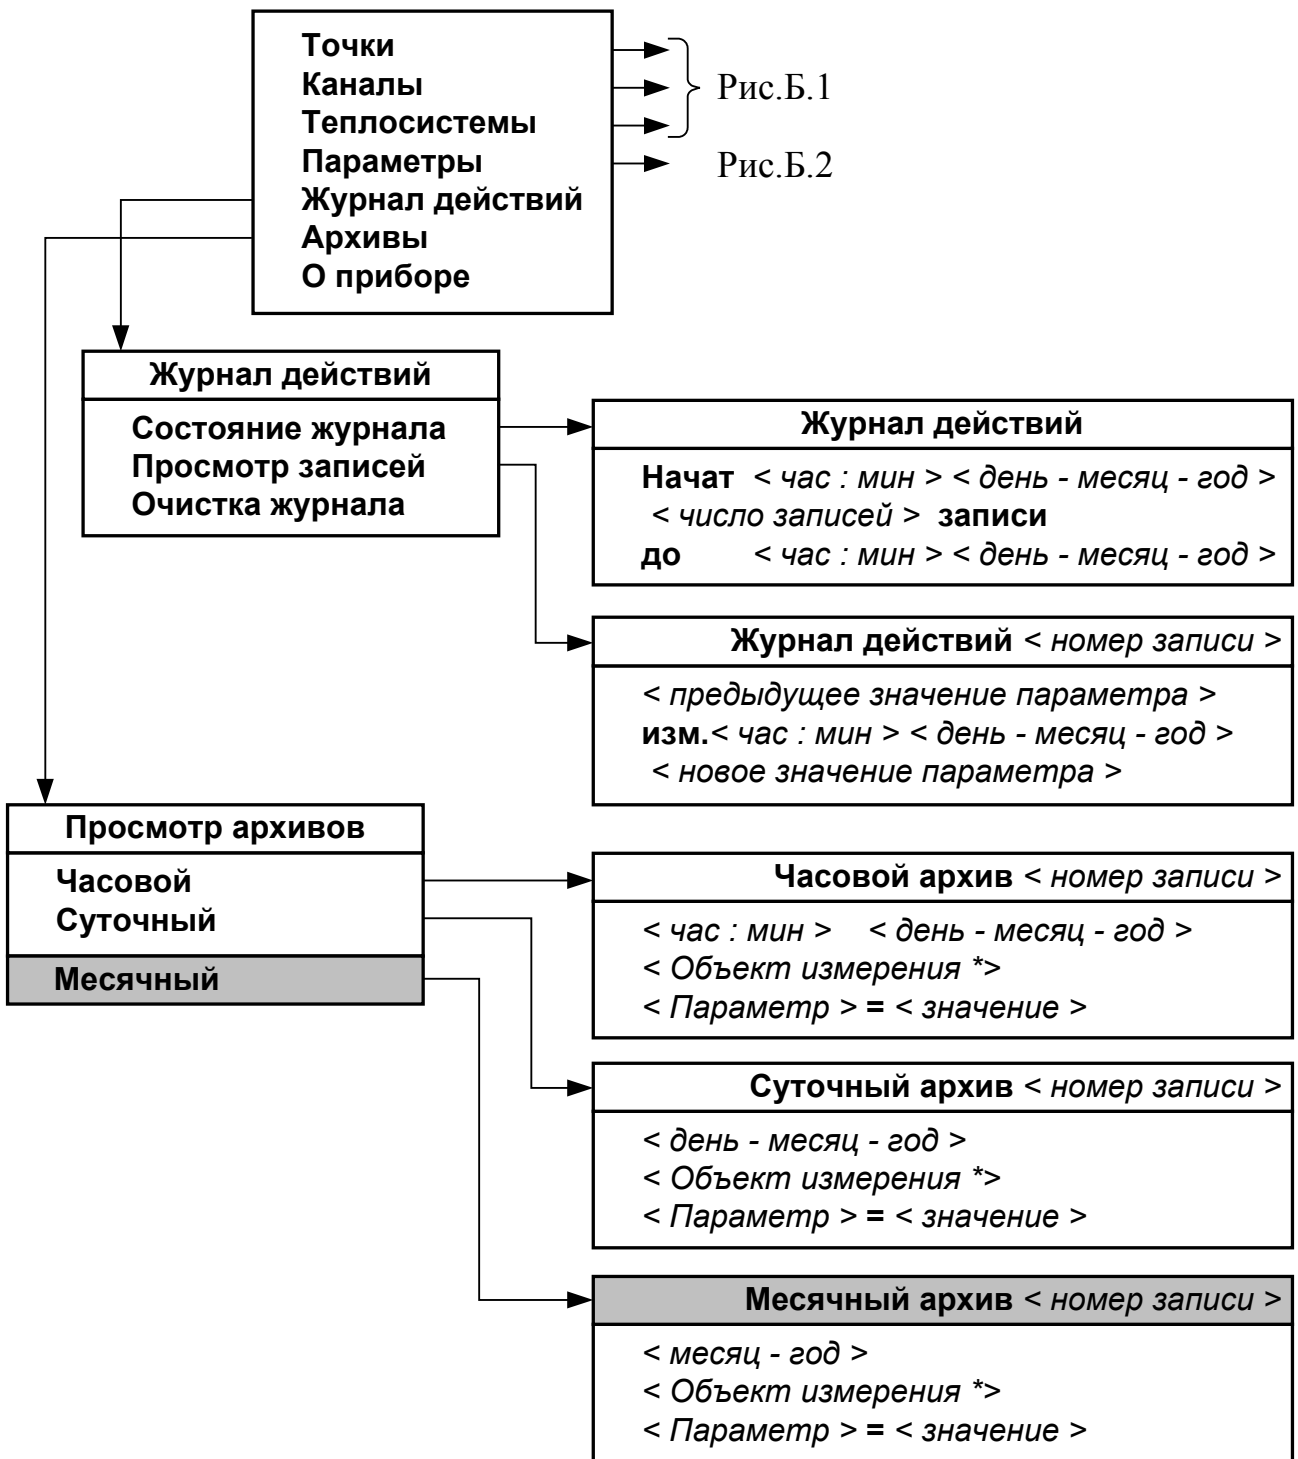 Точки
Каналы
Теплосистемы
Рис.Б.1
Параметры
Рис.Б.2
Журнал действий
Архивы
О приборе
Журнал действий
Состояние журнала
Просмотр записей
Очистка журнала
Журнал действий
Начат < час : мин > < день - месяц - год >
< число записей > записи
до < час : мин > < день - месяц - год >
Журнал действий < номер записи >
< предыдущее значение параметра >
изм.< час : мин > < день - месяц - год >
< новое значение параметра >
Просмотр архивов
Часовой
Суточный
Месячный
Часовой архив < номер записи >
< час : мин > < день - месяц - год >
< Объект измерения *>
< Параметр > = < значение >
Суточный архив < номер записи >
< день - месяц - год >
< Объект измерения *>
< Параметр > = < значение >
Месячный архив < номер записи >
< месяц - год >
< Объект измерения *>
< Параметр > = < значение >